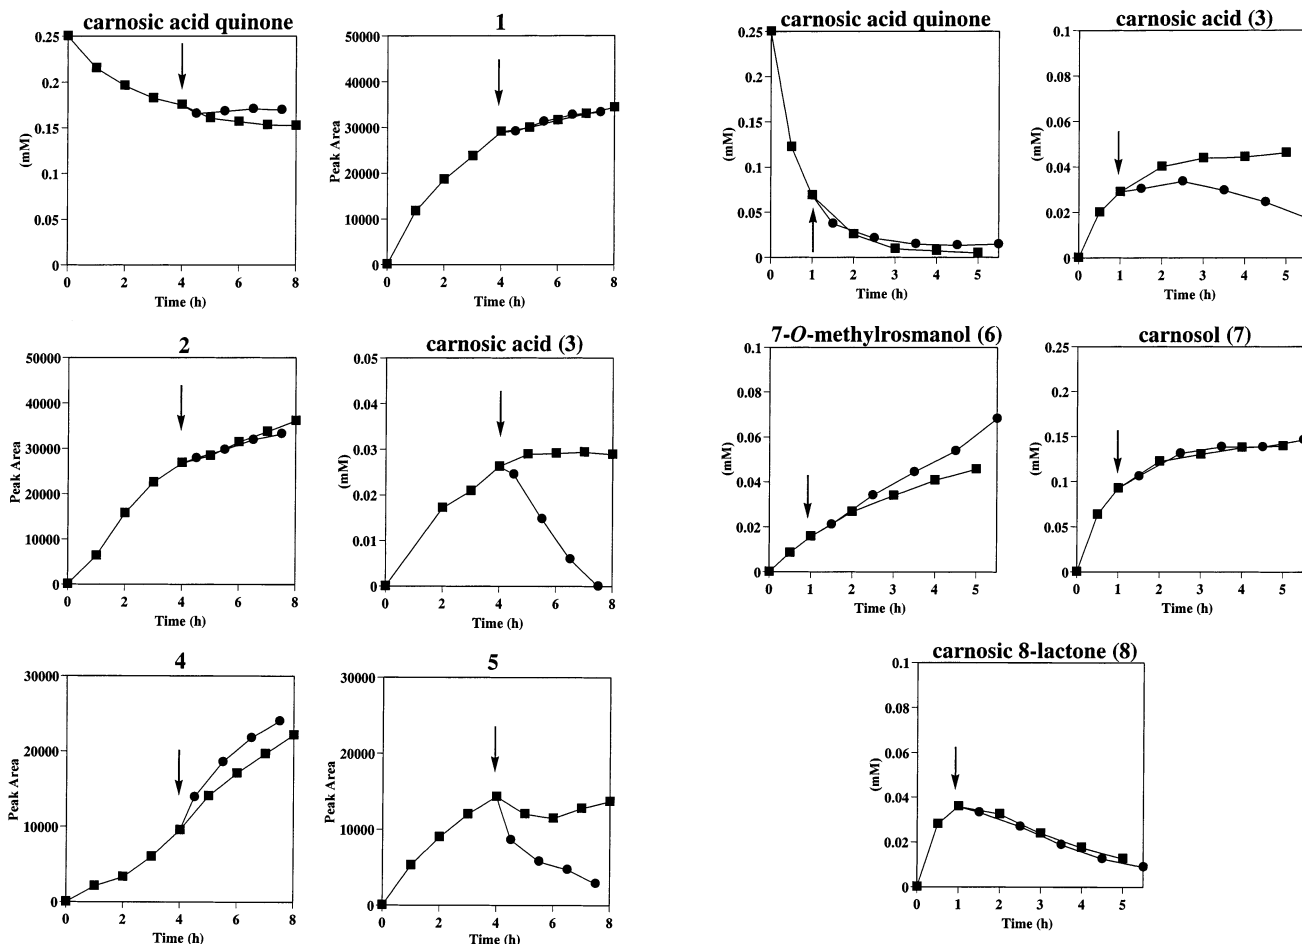 carnosic acid quinone
0.25
0.2
0.15
0.1
0.05
0
(mM)
0 2 4 6 8
Time (h)
1
50000
40000
30000
20000
10000
0
Peak Area
0 2 4 6 8
Time (h)
2
50000
40000
30000
20000
10000
0
Peak Area
0 2 4 6 8
Time (h)
carnosic acid (3)
0.05
0.04
0.03
0.02
0.01
0
(mM)
0 2 4 6 8
Time (h)
4
30000
20000
10000
0
Peak Area
0 2 4 6 8
Time (h)
5
30000
20000
10000
0
Peak Area
0 2 4 6 8
Time (h)
carnosic acid quinone
0.25
0.2
0.15
0.1
0.05
0
(mM)
0 1 2 3 4 5
Time (h)
carnosic acid (3)
0.1
0.08
0.06
0.04
0.02
0
(mM)
0 1 2 3 4 5
Time (h)
7-O-methylrosmanol (6)
0.1
0.08
0.06
0.04
0.02
0
(mM)
0 1 2 3 4 5
Time (h)
carnosol (7)
0.25
0.2
0.15
0.1
0.05
0
(mM)
0 1 2 3 4 5
Time (h)
carnosic 8-lactone (8)
0.1
0.08
0.06
0.04
0.02
0
(mM)
0 1 2 3 4 5
Time (h)